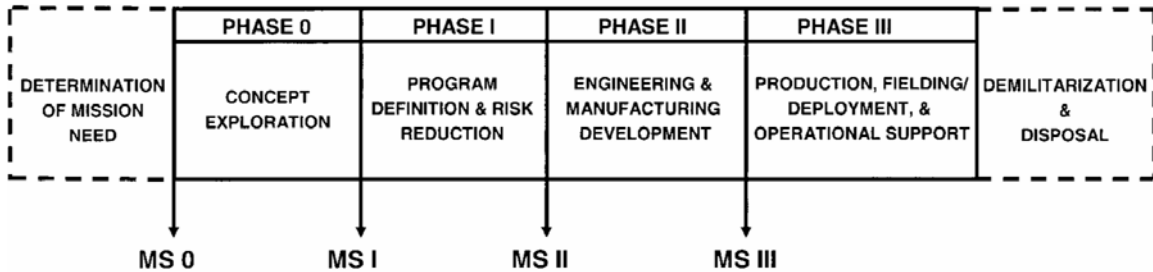 PHASE 0
PHASE I
PHASE II
PHASE III
DETERMINATION
OF MISSION
NEED
CONCEPT
EXPLORATION
PROGRAM
DEFINITION & RISK
REDUCTION
ENGINEERING &
MANUFACTURING
DEVELOPMENT
PRODUCTION, FIELDING/
DEPLOYMENT, &
OPERATIONAL SUPPORT
DEMILITARIZATION
&
DISPOSAL
MS 0
MS I
MS II
MS III